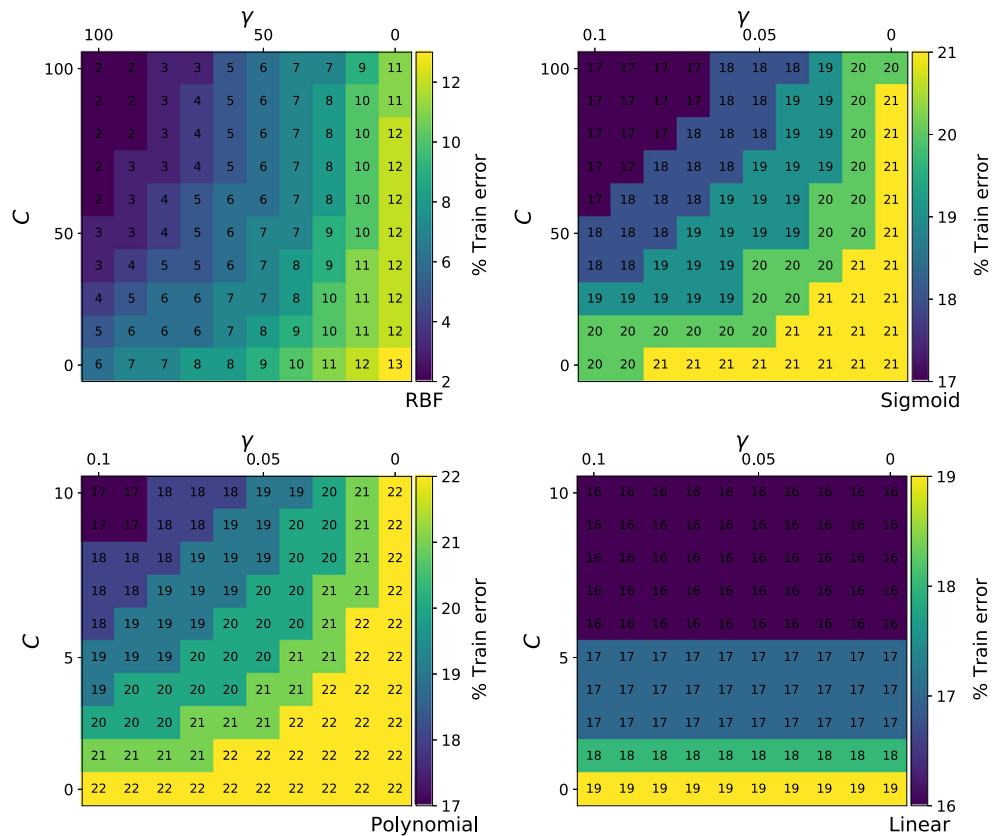 γ
100 50 0
100 2 2 3 3 5 6 7 7 9 11
2 2 3 4 5 6 7 8 10 11
2 2 3 4 5 6 7 8 10 12
2 3 3 4 5 6 7 8 10 12
2 3 4 5 6 6 7 8 10 12
50 3 3 4 5 6 7 7 9 10 12
3 4 5 5 6 7 8 9 11 12
4 5 6 6 7 7 8 10 11 12
5 6 6 6 7 8 9 10 11 12
0 6 7 7 8 8 9 10 11 12 13
C
12
10
8
6
4
2
% Train error
RBF
γ
0.1 0.05 0
100 17 17 17 17 18 18 18 19 20 20
17 17 17 17 18 18 19 19 20 21
17 17 17 18 18 18 19 19 20 21
17 17 18 18 18 19 19 19 20 21
17 18 18 18 19 19 19 20 20 21
50 18 18 18 19 19 19 19 20 20 21
18 18 19 19 19 20 20 20 21 21
19 19 19 19 19 20 20 21 21 21
20 20 20 20 20 20 21 21 21 21
0 20 20 21 21 21 21 21 21 21 21
C
21
20
19
18
17
% Train error
Sigmoid
γ
0.1 0.05 0
10 17 17 18 18 18 19 19 20 21 22
17 17 18 18 19 19 20 20 21 22
18 18 18 19 19 19 20 20 21 22
18 18 19 19 19 20 20 21 21 22
18 19 19 19 20 20 20 21 22 22
5 19 19 19 20 20 20 21 21 22 22
19 20 20 20 20 21 21 22 22 22
20 20 20 21 21 21 22 22 22 22
21 21 21 21 22 22 22 22 22 22
0 22 22 22 22 22 22 22 22 22 22
C
22
21
20
19
18
17
% Train error
Polynomial
γ
0.1 0.05 0
10 16 16 16 16 16 16 16 16 16 16
16 16 16 16 16 16 16 16 16 16
16 16 16 16 16 16 16 16 16 16
16 16 16 16 16 16 16 16 16 16
16 16 16 16 16 16 16 16 16 16
5 17 17 17 17 17 17 17 17 17 17
17 17 17 17 17 17 17 17 17 17
17 17 17 17 17 17 17 17 17 17
18 18 18 18 18 18 18 18 18 18
0 19 19 19 19 19 19 19 19 19 19
C
19
18
17
16
% Train error
Linear